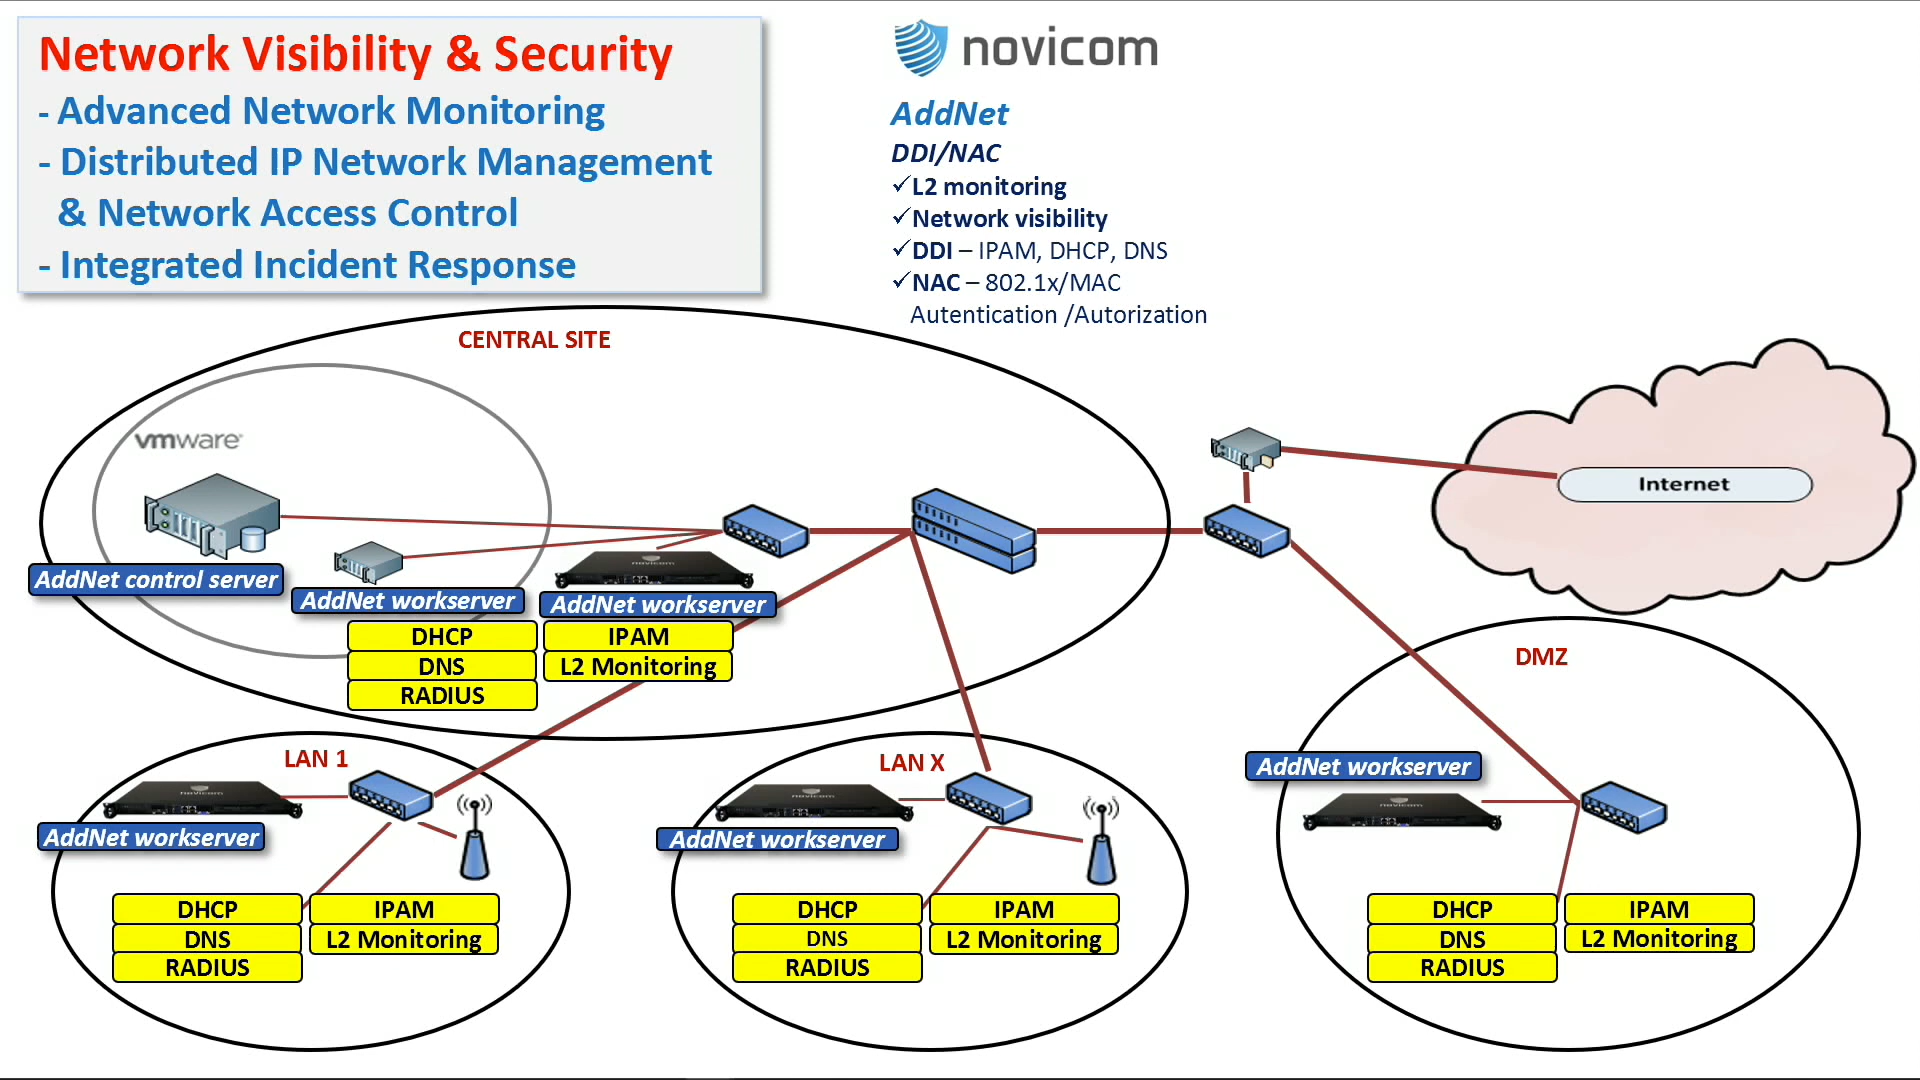 Network Visibility & Security
- Advanced Network Monitoring
- Distributed IP Network Management
& Network Access Control
- Integrated Incident Response
novicom
AddNet
DDI/NAC
✓L2 monitoring
✓Network visibility
✓DDI – IPAM, DHCP, DNS
✓NAC – 802.1x/MAC
Autentication /Autorization
CENTRAL SITE
vmware
Internet
novicom
AddNet control server
AddNet workserver
AddNet workserver
DHCP
IPAM
DNS
L2 Monitoring
RADIUS
LAN 1
novicom
AddNet workserver
DHCP
IPAM
DNS
L2 Monitoring
RADIUS
LAN X
novicom
AddNet workserver
DHCP
IPAM
DNS
L2 Monitoring
RADIUS
DMZ
AddNet workserver
novicom
DHCP
IPAM
DNS
L2 Monitoring
RADIUS